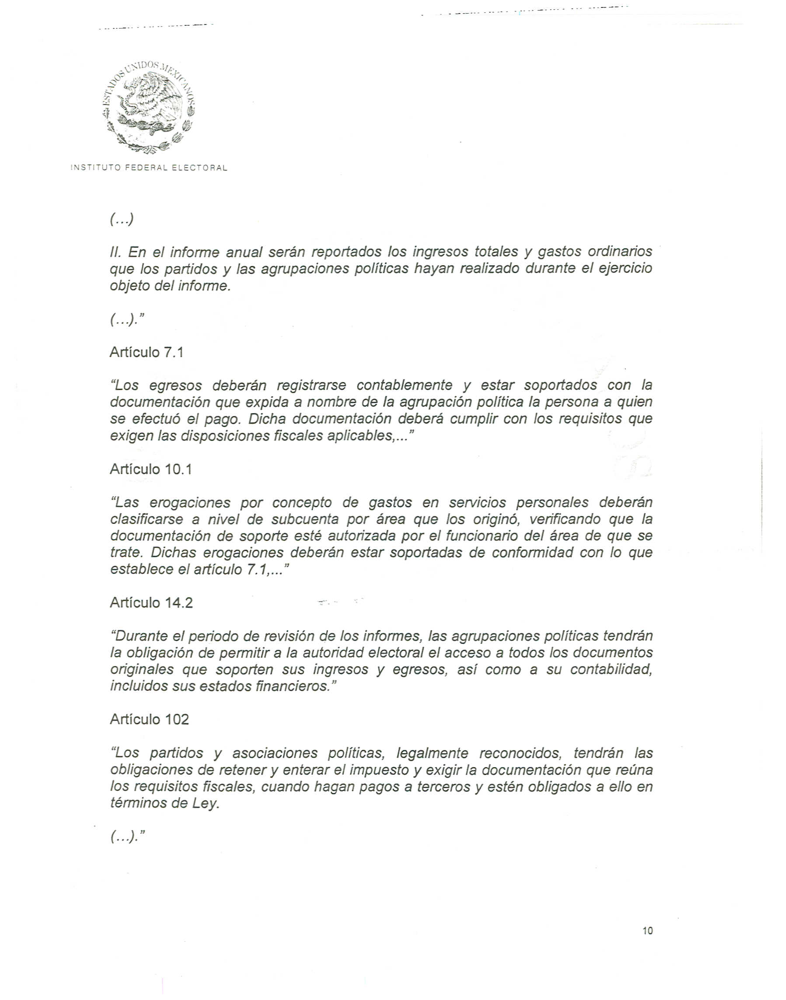 ESTADOS UNIDOS MEXICANOS
INSTITUTO FEDERAL ELECTORAL
(...)
II. En el informe anual serán reportados los ingresos totales y gastos ordinarios
que los partidos y las agrupaciones políticas hayan realizado durante el ejercicio
objeto del informe.
(...)."
Artículo 7.1
“Los egresos deberán registrarse contablemente y estar soportados con la
documentación que expida a nombre de la agrupación política la persona a quien
se efectuó el pago. Dicha documentación deberá cumplir con los requisitos que
exigen las disposiciones fiscales aplicables,...”
Artículo 10.1
“Las erogaciones por concepto de gastos en servicios personales deberán
clasificarse a nivel de subcuenta por área que los originó, verificando que la
documentación de soporte esté autorizada por el funcionario del área de que se
trate. Dichas erogaciones deberán estar soportadas de conformidad con lo que
establece el artículo 7.1,...”
Artículo 14.2
“Durante el periodo de revisión de los informes, las agrupaciones políticas tendrán
la obligación de permitir a la autoridad electoral el acceso a todos los documentos
originales que soporten sus ingresos y egresos, así como a su contabilidad,
incluidos sus estados financieros.”
Artículo 102
“Los partidos y asociaciones políticas, legalmente reconocidos, tendrán las
obligaciones de retener y enterar el impuesto y exigir la documentación que reúna
los requisitos fiscales, cuando hagan pagos a terceros y estén obligados a ello en
términos de Ley.
(...).”
10